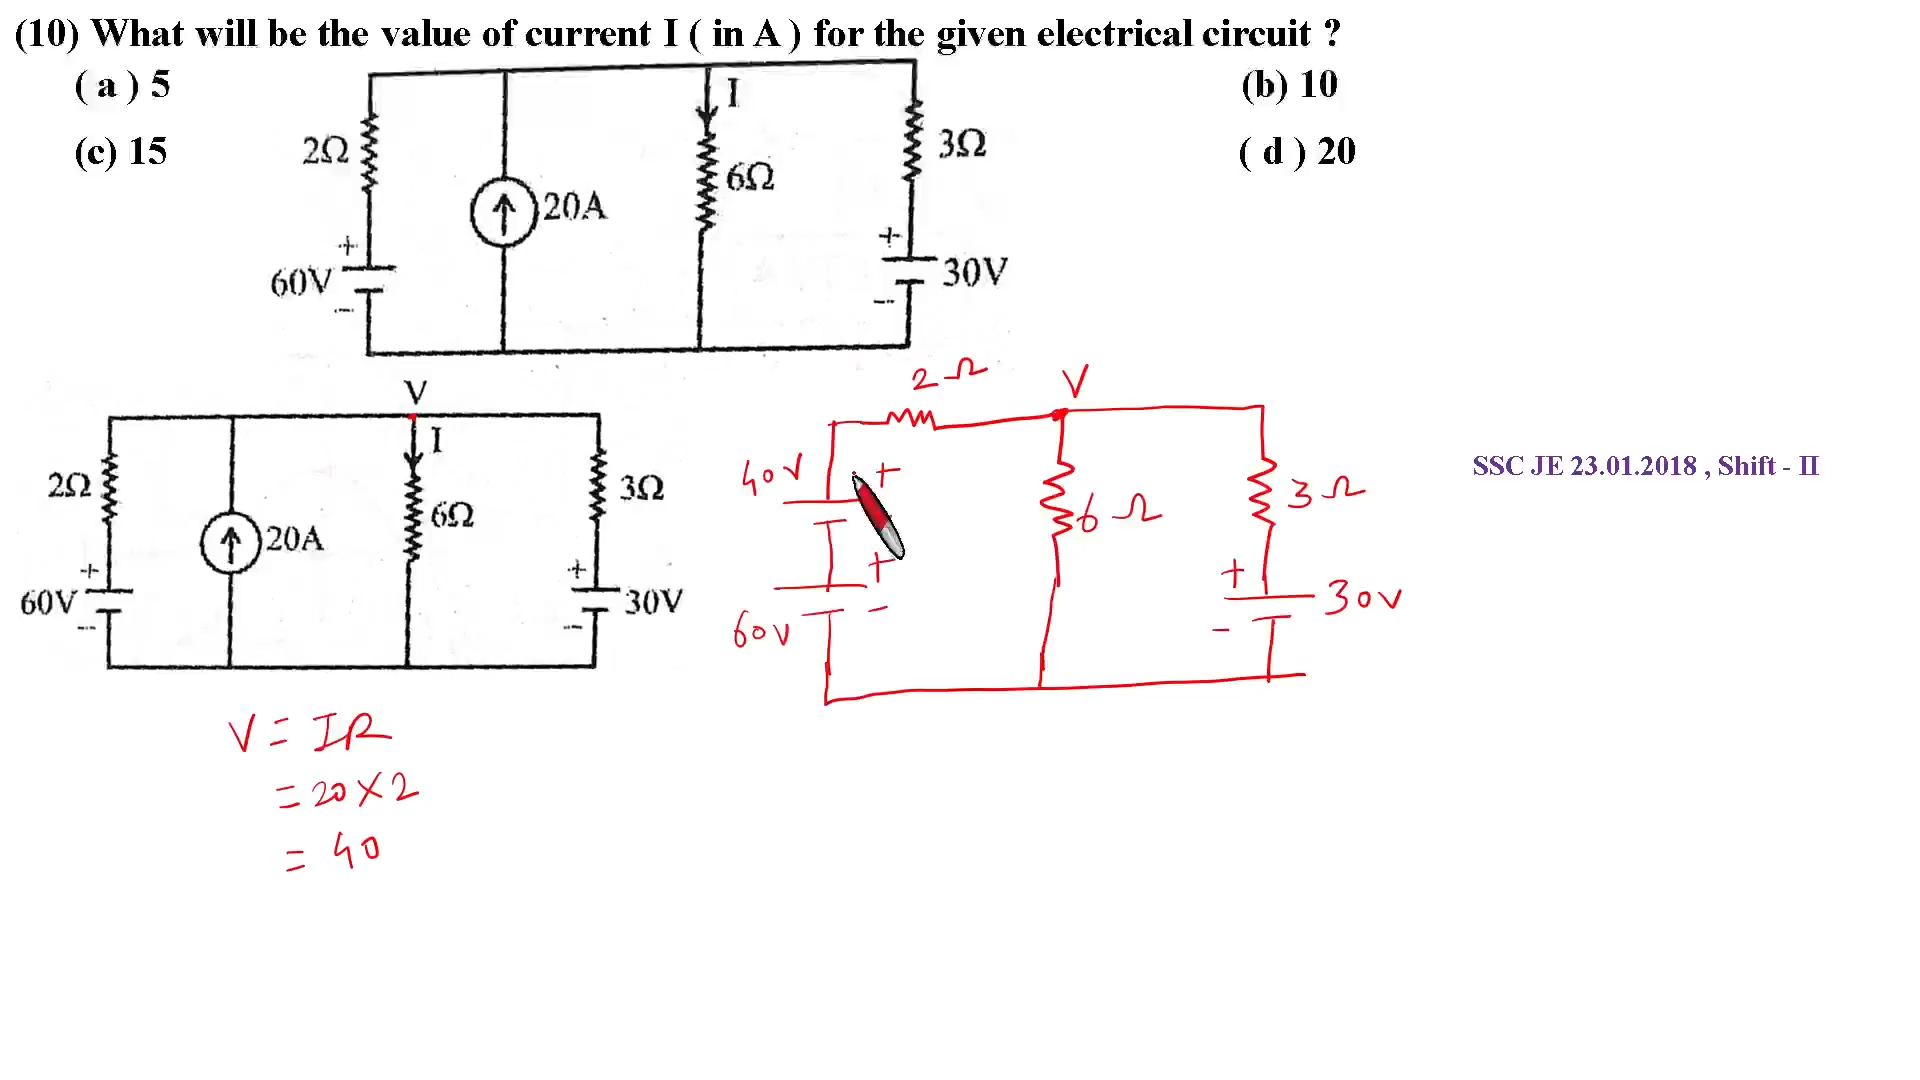 (10) What will be the value of current I ( in A ) for the given electrical circuit ?
( a ) 5
(b) 10
(c) 15
( d ) 20
I
2Ω
3Ω
6Ω
20A
+
+
60V
30V
-
-
V
I
2Ω
3Ω
6Ω
20A
+
+
60V
30V
-
-
2Ω
V
40V
+
6Ω
3Ω
+
+
60V
-
30V
-
SSC JE 23.01.2018 , Shift - II
V = IR
= 20 × 2
= 40